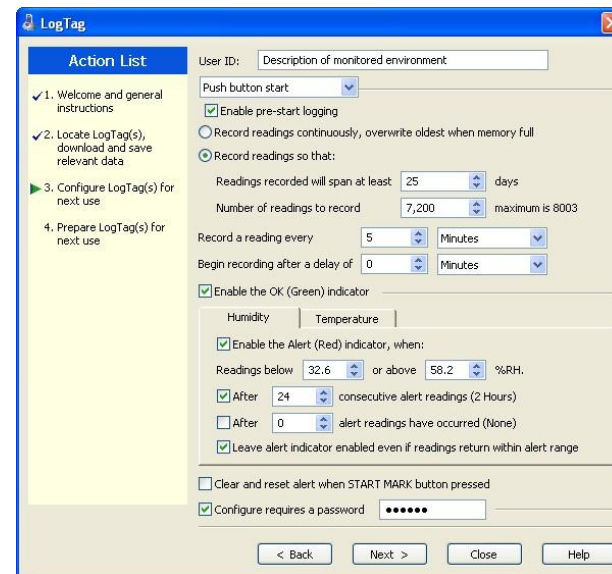 LogTag
Action List
✓1. Welcome and general
instructions
✓2. Locate LogTag(s),
download and save
relevant data
3. Configure LogTag(s) for
next use
4. Prepare LogTag(s) for
next use
User ID: Description of monitored environment
Push button start
Enable pre-start logging
Record readings continuously, overwrite oldest when memory full
Record readings so that:
Readings recorded will span at least 25 days
Number of readings to record 7,200 maximum is 8003
Record a reading every 5 Minutes
Begin recording after a delay of 0 Minutes
Enable the OK (Green) indicator
Humidity Temperature
Enable the Alert (Red) indicator, when:
Readings below 32.6 or above 58.2 %RH.
After 24 consecutive alert readings (2 Hours)
After 0 alert readings have occurred (None)
Leave alert indicator enabled even if readings return within alert range
Clear and reset alert when START MARK button pressed
Configure requires a password ●●●●●●
< Back Next > Close Help